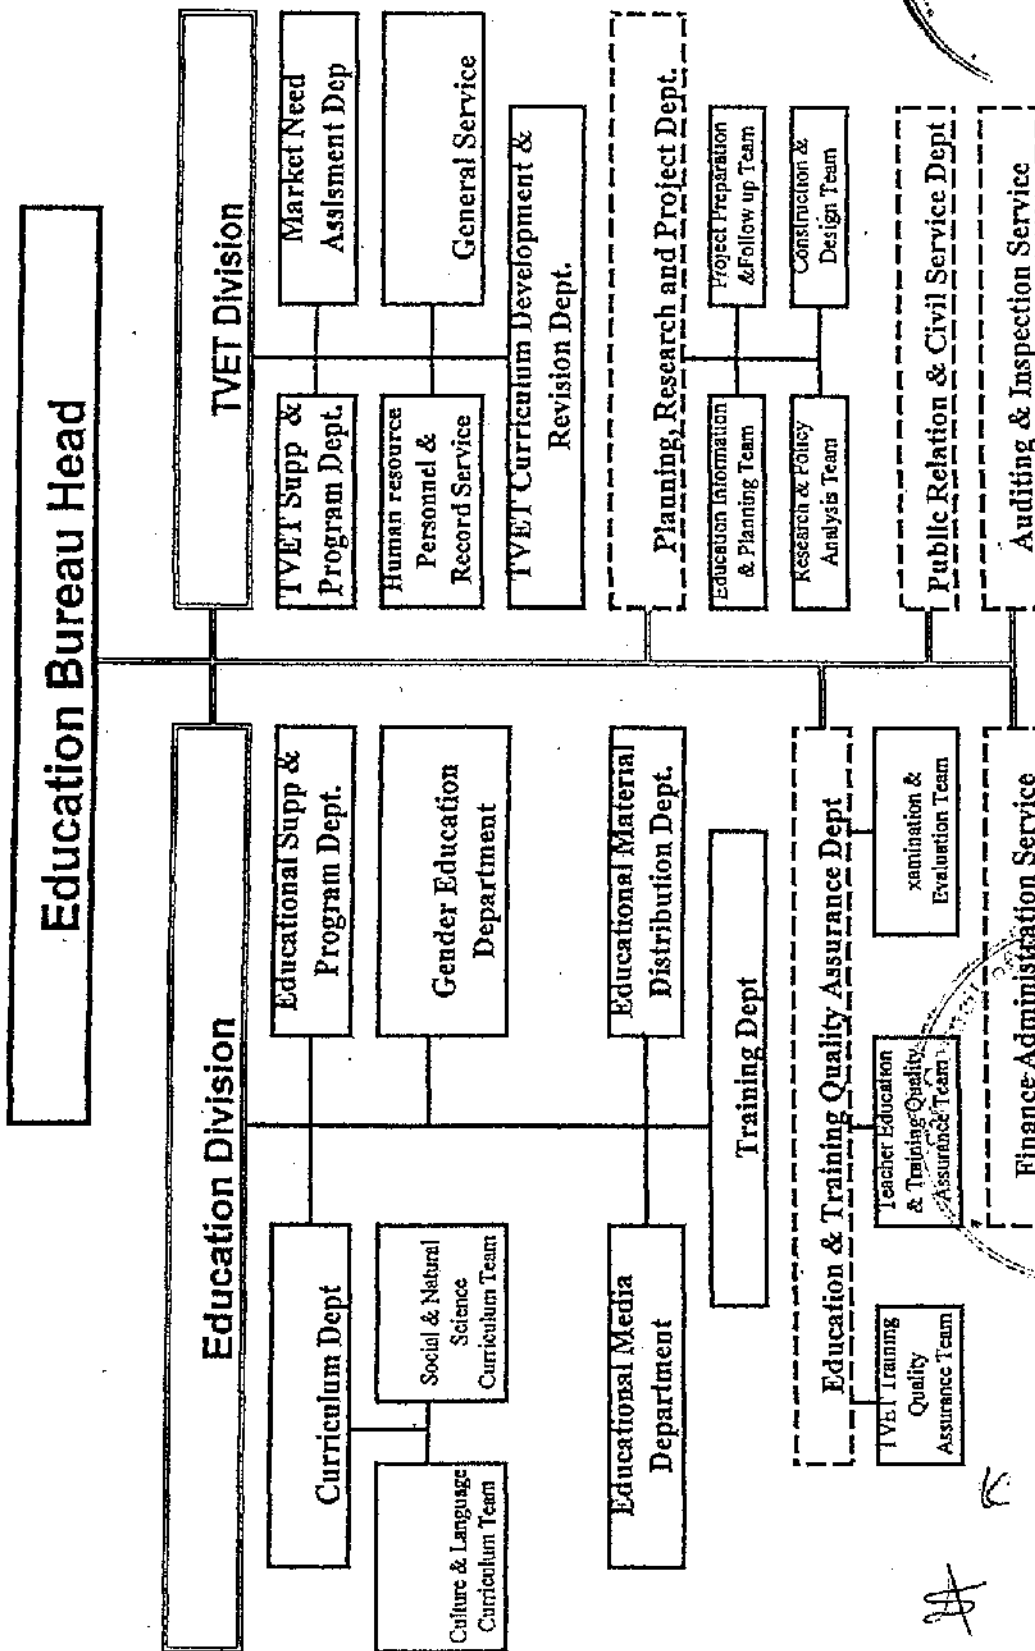 Education Bureau Head
Education Division
TVET Division
Curriculum Dept
Educational Supp &
Program Dept.
TVET Supp &
Program Dept.
Market Need
Assisment Dep
Culture & Language
Curriculum Team
Social & Natural
Science
Curriculum Team
Gender Education
Department
Human resource
Personnel &
Record Service
General Service
TVET Curriculum Development &
Revision Dept.
Educational Media
Department
Educational Material
Distribution Dept.
Planning, Research and Project Dept.
Training Dept
Education Information
& Planning Team
Project Preparation
&Follow up Team
Research & Policy
Analysis Team
Construction &
Design Team
Education & Training Quality Assurance Dept
TVET Training
Quality
Assurance Team
Teacher Education
& Training Quality
Assurance Team
xamination &
Evaluation Team
Public Relation & Civil Service Dept
Finance Administration Service
Auditing & Inspection Service